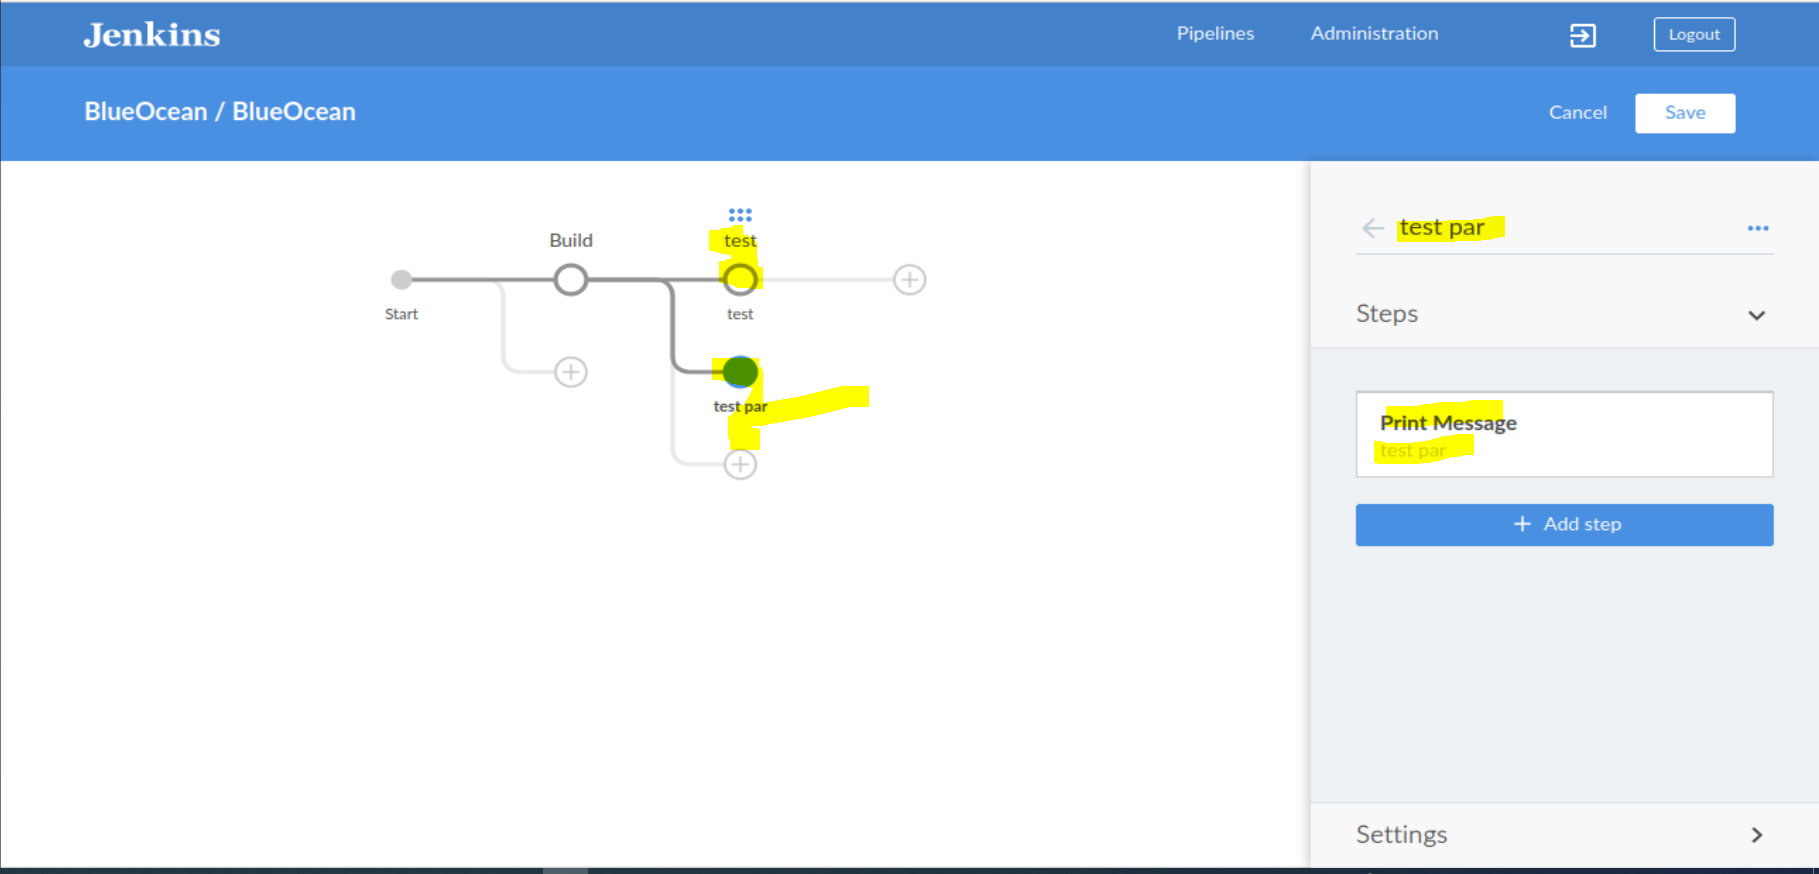 Jenkins
Pipelines
Administration
Logout
BlueOcean / BlueOcean
Cancel
Save
Build
test
Start
test
test par
test par
Steps
Print Message
test par
Add step
Settings